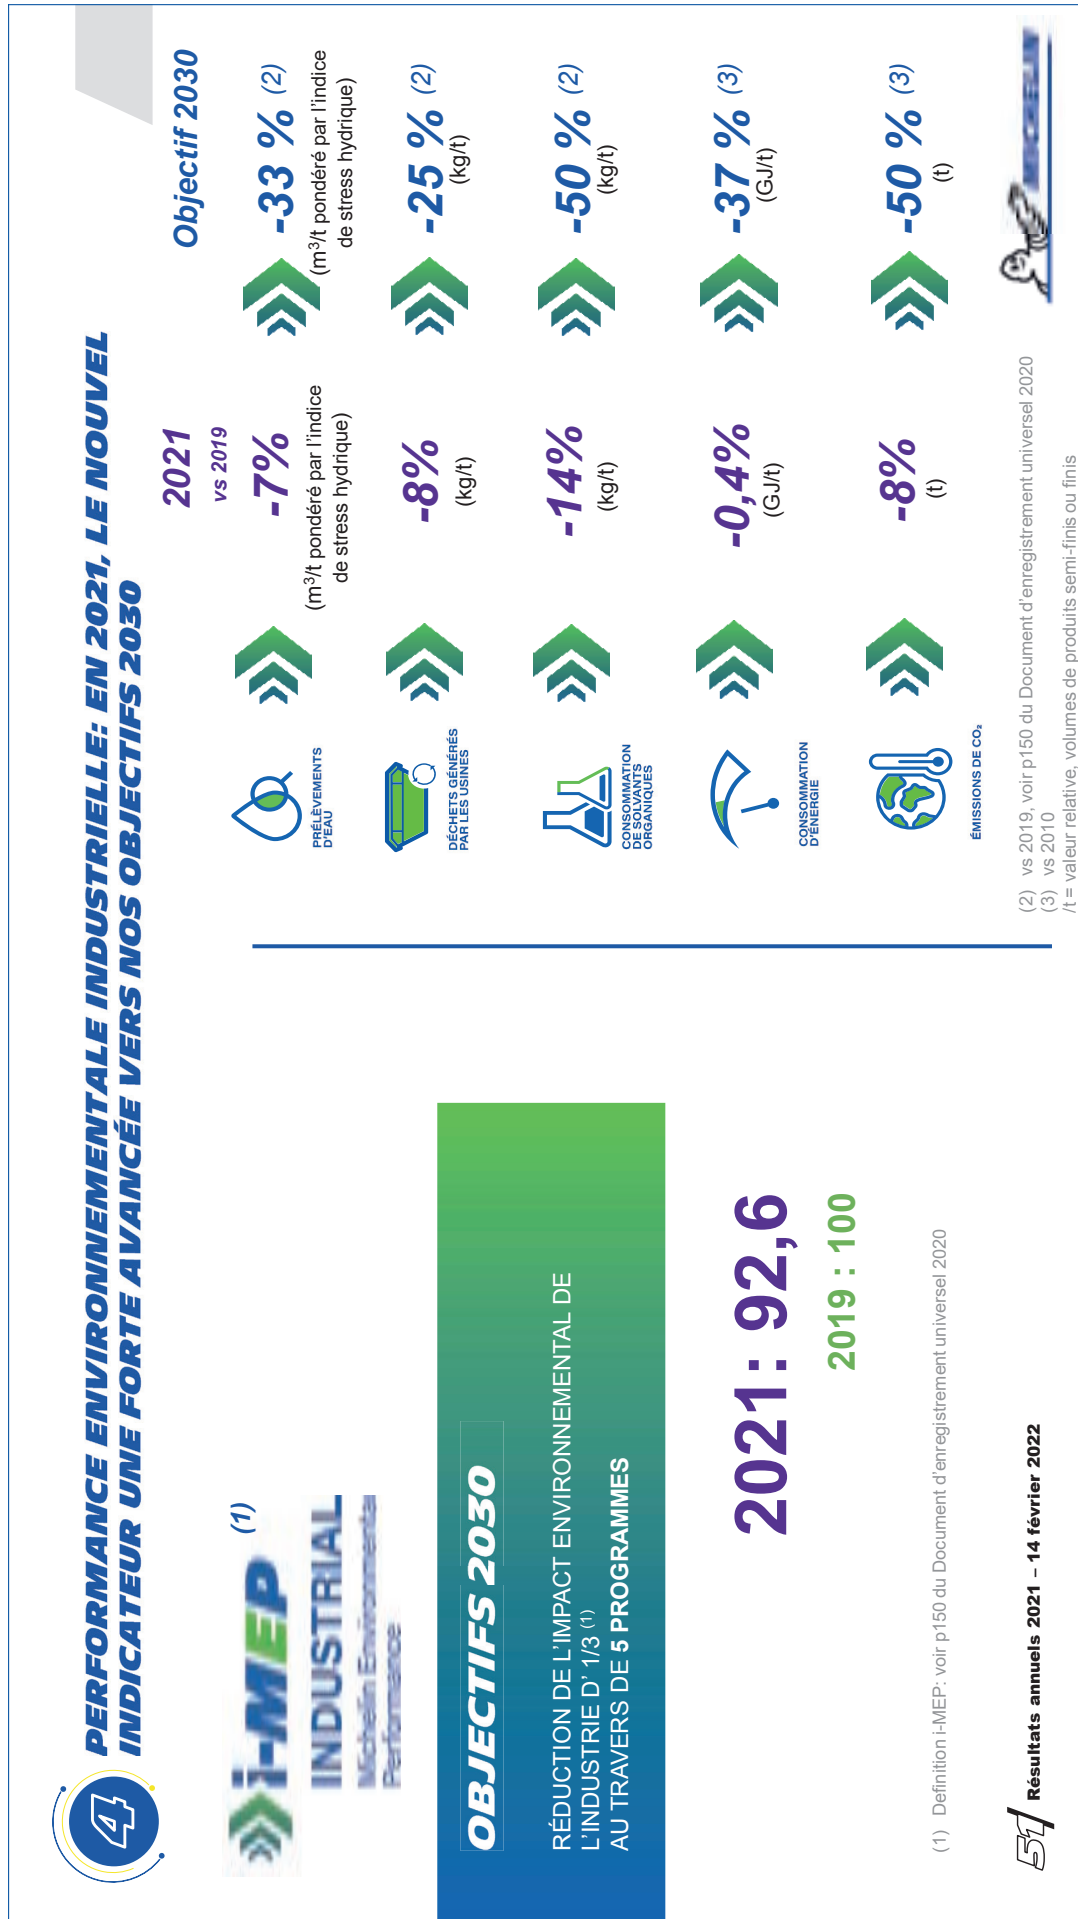 4
PERFORMANCE ENVIRONNEMENTALE INDUSTRIELLE: EN 2021, LE NOUVEL
INDICATEUR UNE FORTE AVANCÉE VERS NOS OBJECTIFS 2030
i-MEP (1)
INDUSTRIAL
Michelin Environmental
Performance
OBJECTIFS 2030
RÉDUCTION DE L'IMPACT ENVIRONNEMENTAL DE
L'INDUSTRIE D' 1/3 (1)
AU TRAVERS DE 5 PROGRAMMES
2021 : 92,6
2019 : 100
(1) Definition i-MEP: voir p150 du Document d'enregistrement universel 2020
2021
vs 2019
Objectif 2030
PRÉLÈVEMENTS
D'EAU
-7%
(m³/t pondéré par l'indice
de stress hydrique)
-33 % (2)
(m³/t pondéré par l'indice
de stress hydrique)
DÉCHETS GÉNÉRÉS
PAR LES USINES
-8%
(kg/t)
-25 % (2)
(kg/t)
CONSOMMATION
DE SOLVANTS
ORGANIQUES
-14%
(kg/t)
-50 % (2)
(kg/t)
CONSOMMATION
D'ÉNERGIE
-0,4%
(GJ/t)
-37 % (3)
(GJ/t)
ÉMISSIONS DE CO₂
-8%
(t)
-50 % (3)
(t)
(2) vs 2019, voir p150 du Document d'enregistrement universel 2020
(3) vs 2010
/t = valeur relative, volumes de produits semi-finis ou finis
51 Résultats annuels 2021 – 14 février 2022
MICHELIN